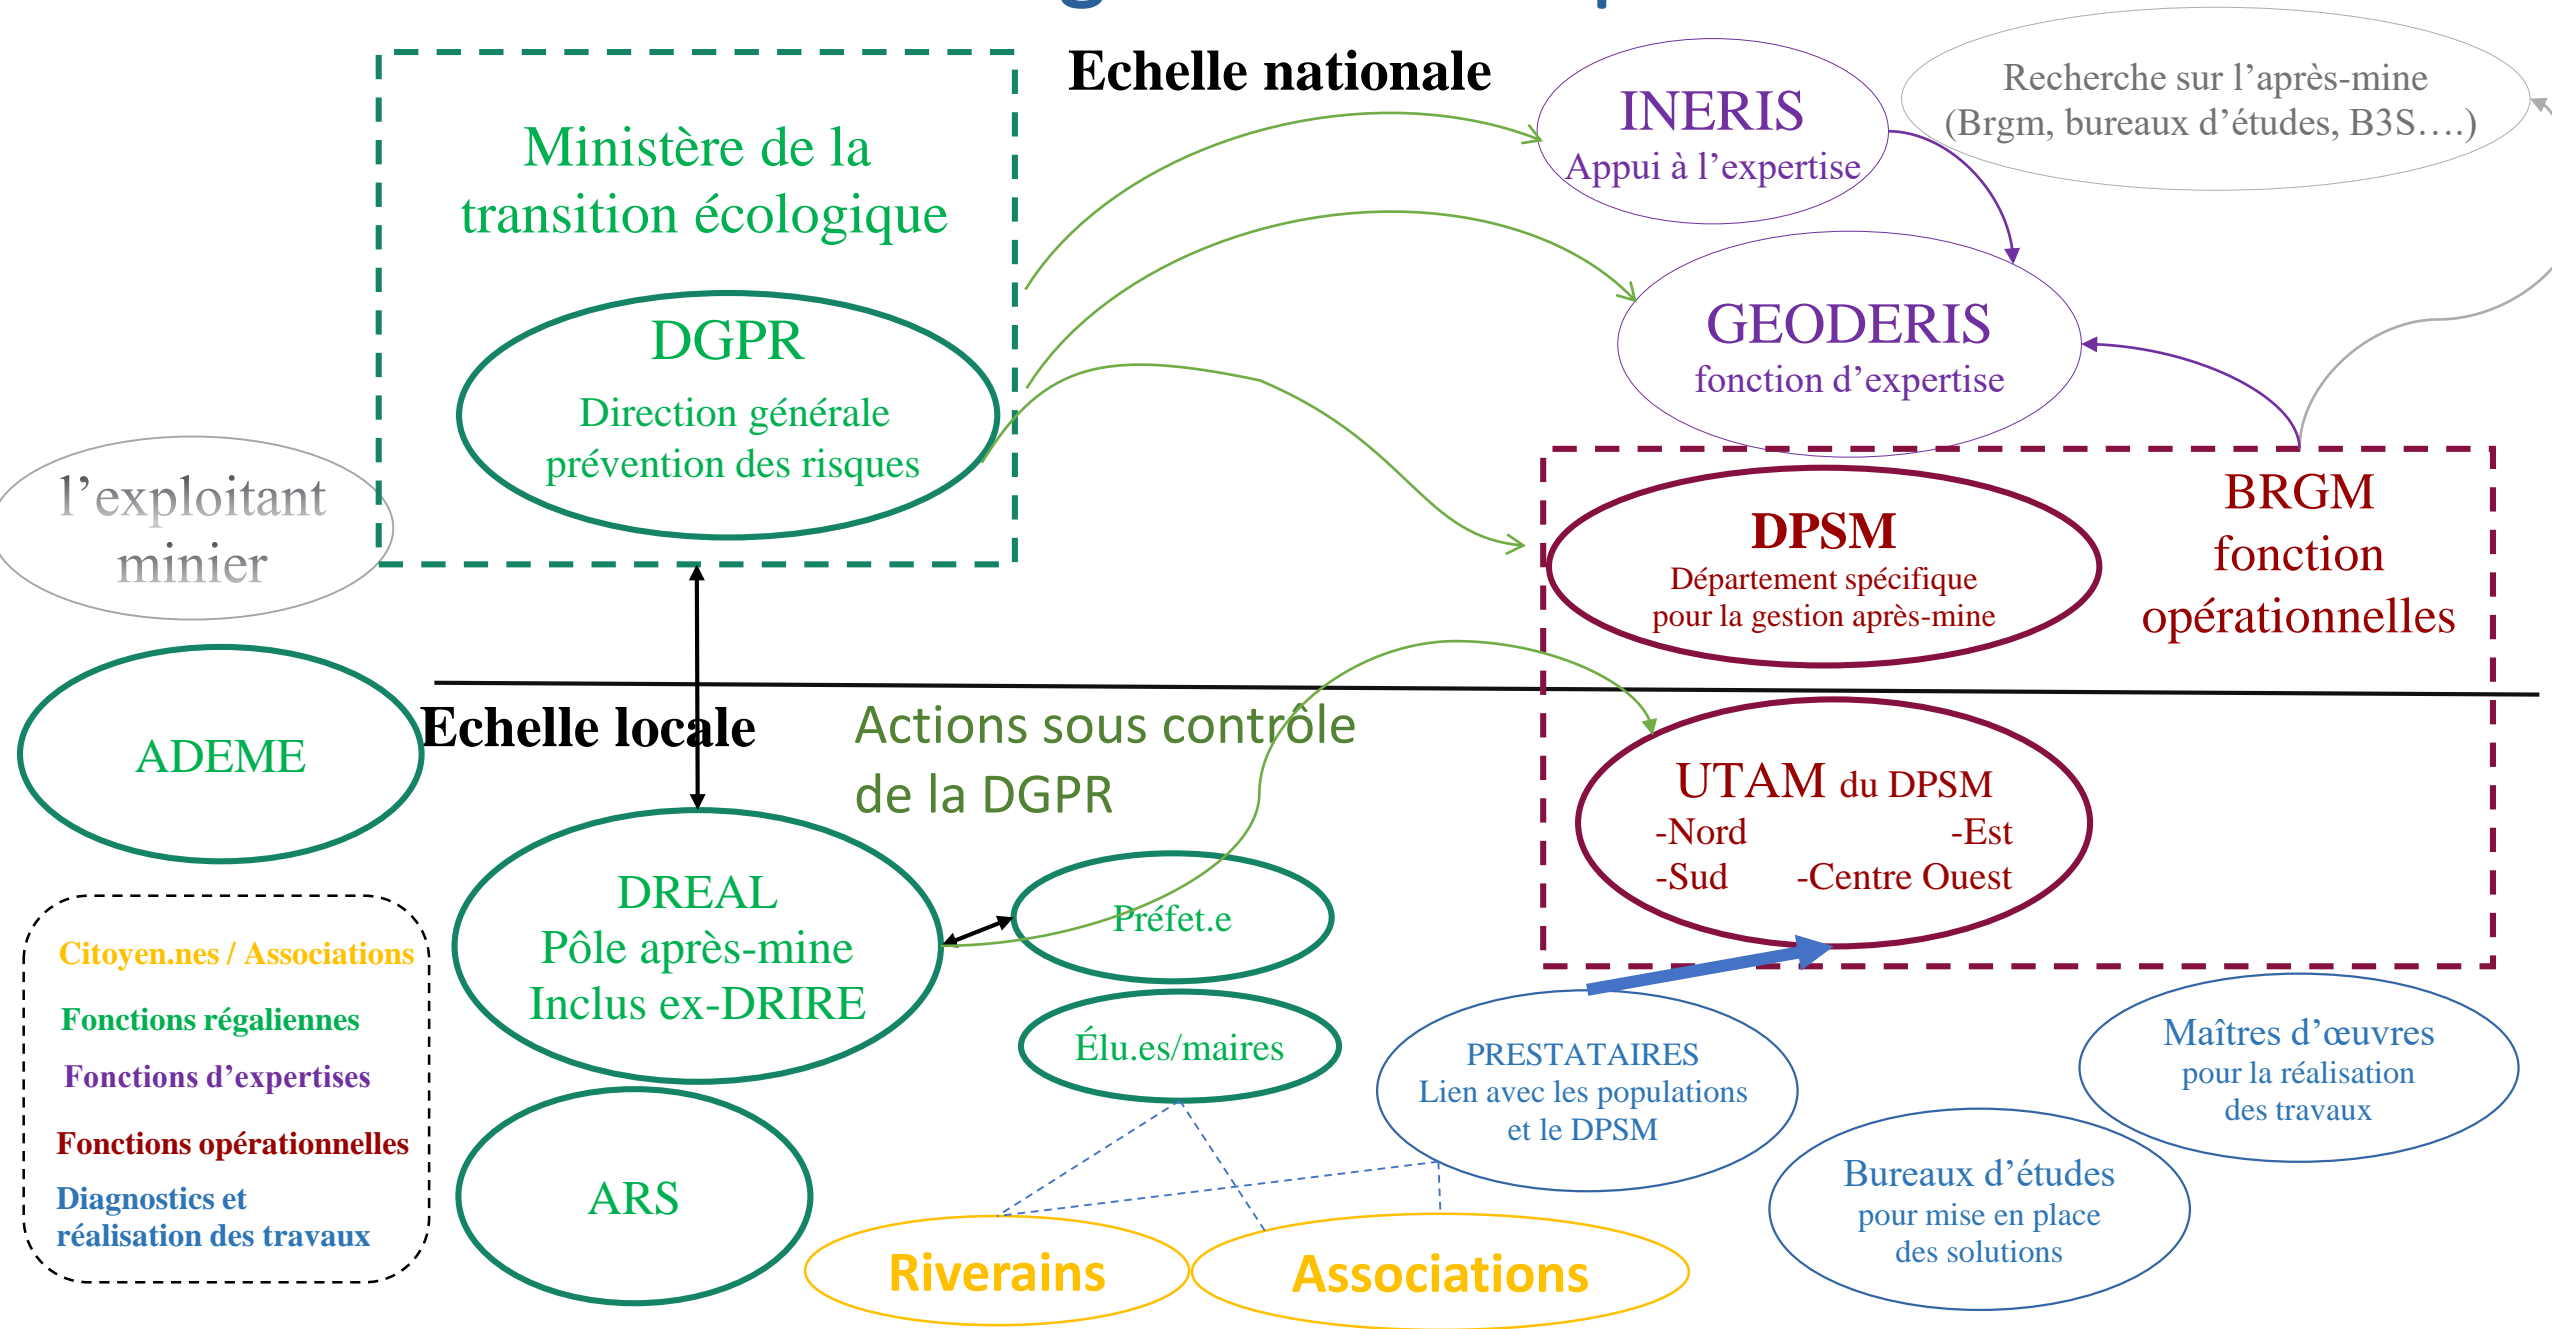 Echelle nationale
Ministère de la
transition écologique
DGPR
Direction générale
prévention des risques
INERIS
Appui à l'expertise
Recherche sur l'après-mine
(Brgm, bureaux d'études, B3S….)
GEODERIS
fonction d'expertise
l'exploitant
minier
DPSM
Département spécifique
pour la gestion après-mine
BRGM
fonction
opérationnelles
ADEME
Echelle locale
Actions sous contrôle
de la DGPR
UTAM du DPSM
-Nord -Est
-Sud -Centre Ouest
DREAL
Pôle après-mine
Inclus ex-DRIRE
Préfet.e
Élu.es/maires
ARS
PRESTATAIRES
Lien avec les populations
et le DPSM
Maîtres d'œuvres
pour la réalisation
des travaux
Bureaux d'études
pour mise en place
des solutions
Riverains
Associations
Citoyen.nes / Associations
Fonctions régaliennes
Fonctions d'expertises
Fonctions opérationnelles
Diagnostics et
réalisation des travaux